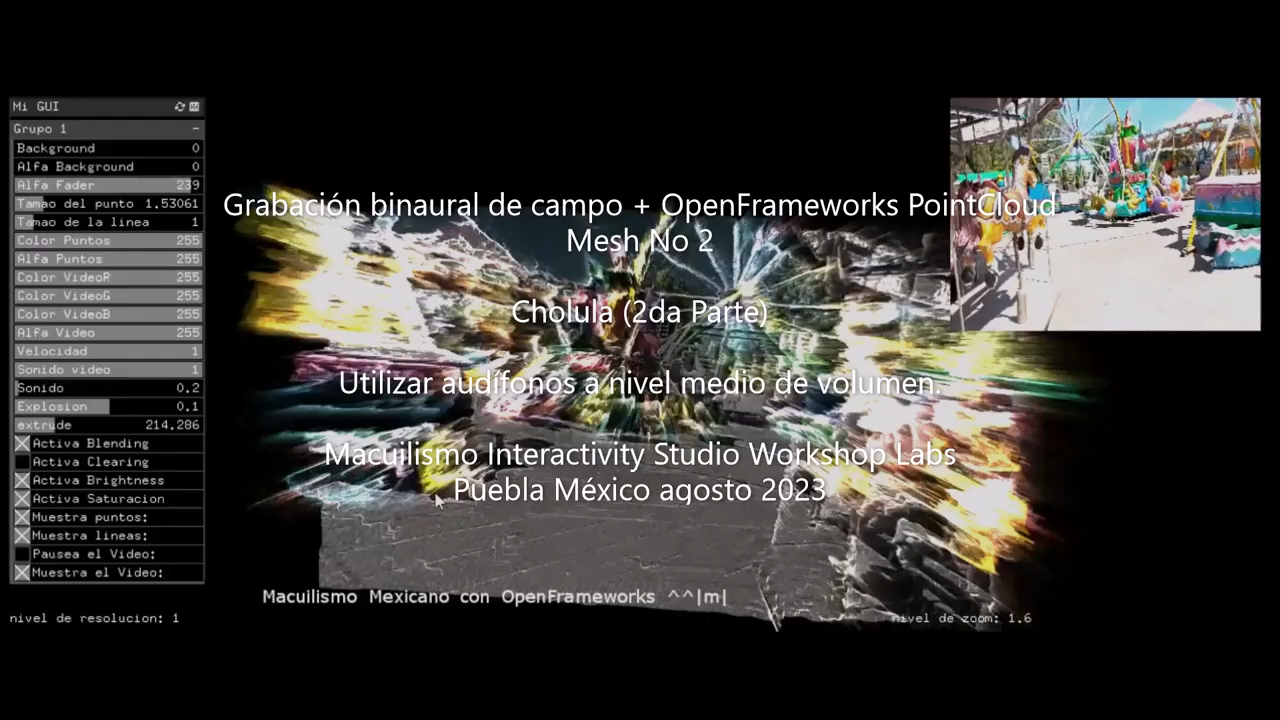 Mi GUI
Grupo 1 -
Background 0
Alfa Background 0
Alfa Fader 239
Tamao del punto 1.53061
Tamao de la linea 1
Color Puntos 255
Alfa Puntos 255
Color VideoR 255
Color VideoG 255
Color VideoB 255
Alfa Video 255
Velocidad 1
Sonido video 1
Sonido 0.2
Explosion 0.1
extrude 214.286
Activa Blending
Activa Clearing
Activa Brightness
Activa Saturacion
Muestra puntos:
Muestra lineas:
Pausea el Video:
Muestra el Video:
nivel de resolucion: 1
Grabación binaural de campo + OpenFrameworks PointCloud
Mesh No 2
Cholula (2da Parte)
Utilizar audífonos a nivel medio de volumen.
Macuilismo Interactivity Studio Workshop Labs
Puebla México agosto 2023
Macuilismo Mexicano con OpenFrameworks ^^|m|
nivel de zoom: 1.6